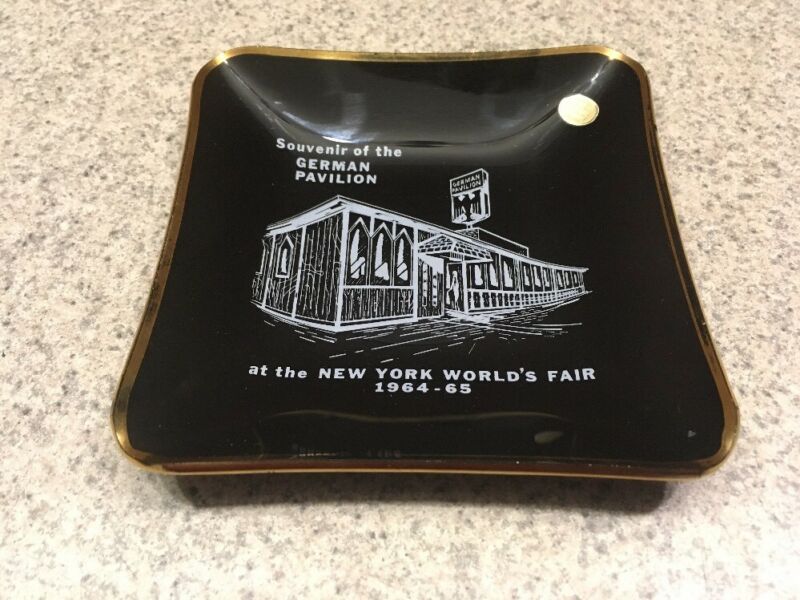 Souvenir of the
GERMAN
PAVILION
GERMAN
PAVILION
at the NEW YORK WORLD'S FAIR
1964-65